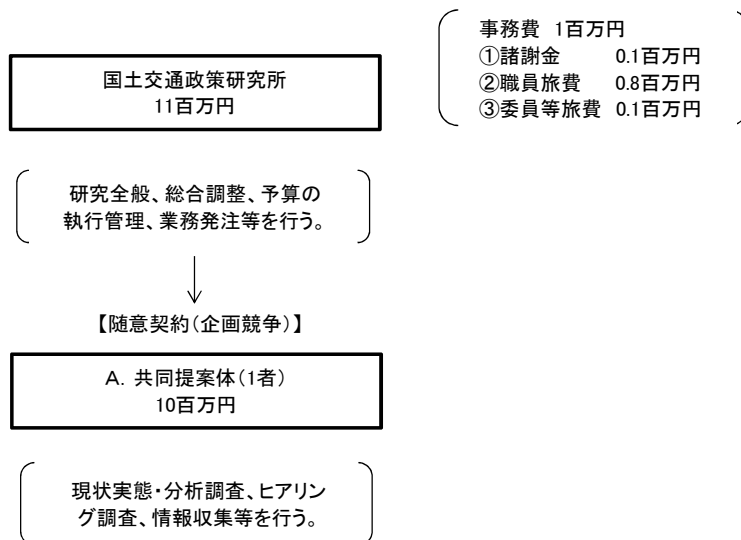 事務費 1百万円
①諸謝金 0.1百万円
②職員旅費 0.8百万円
③委員等旅費 0.1百万円
国土交通政策研究所
11百万円
研究全般、総合調整、予算の
執行管理、業務発注等を行う。
【随意契約(企画競争)】
A. 共同提案体(1者)
10百万円
現状実態・分析調査、ヒアリン
グ調査、情報収集等を行う。